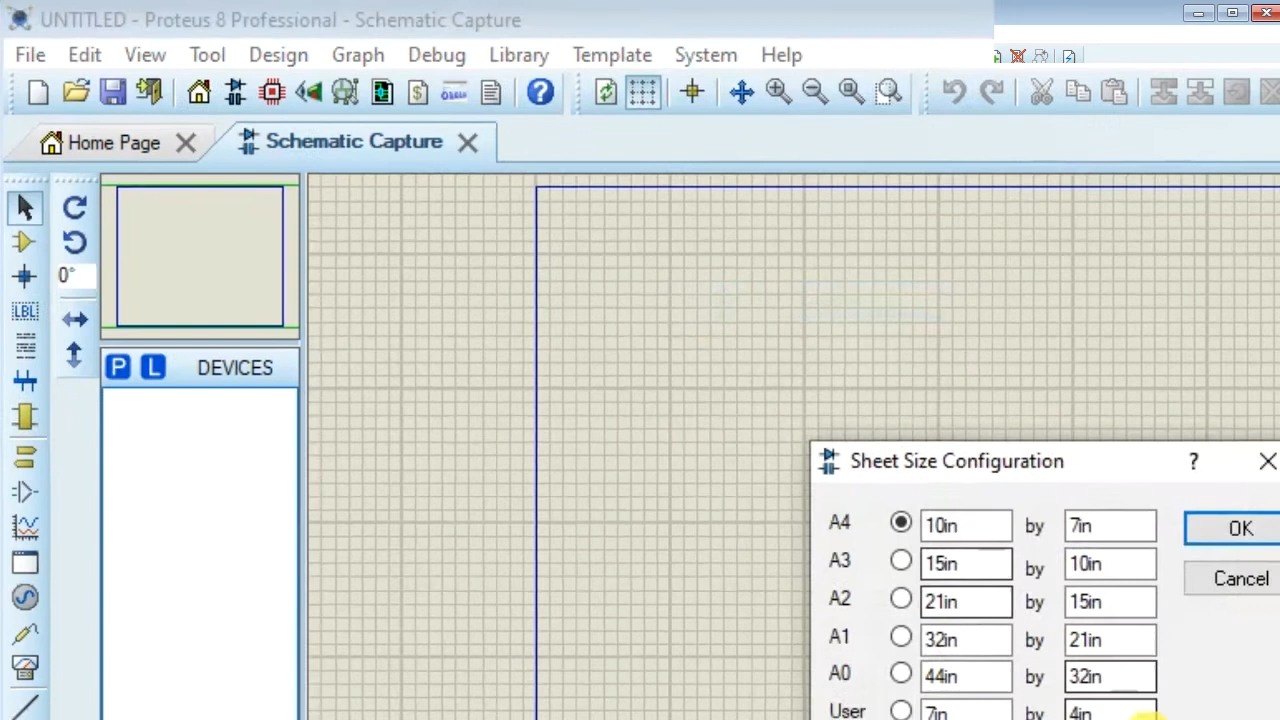 UNTITLED - Proteus 8 Professional - Schematic Capture
File Edit View Tool Design Graph Debug Library Template System Help
Home Page
Schematic Capture
LBL
0°
P L DEVICES
Sheet Size Configuration
A4 10in by 7in
OK
A3 15in by 10in
Cancel
A2 21in by 15in
A1 32in by 21in
A0 44in by 32in
User 7in by 4in